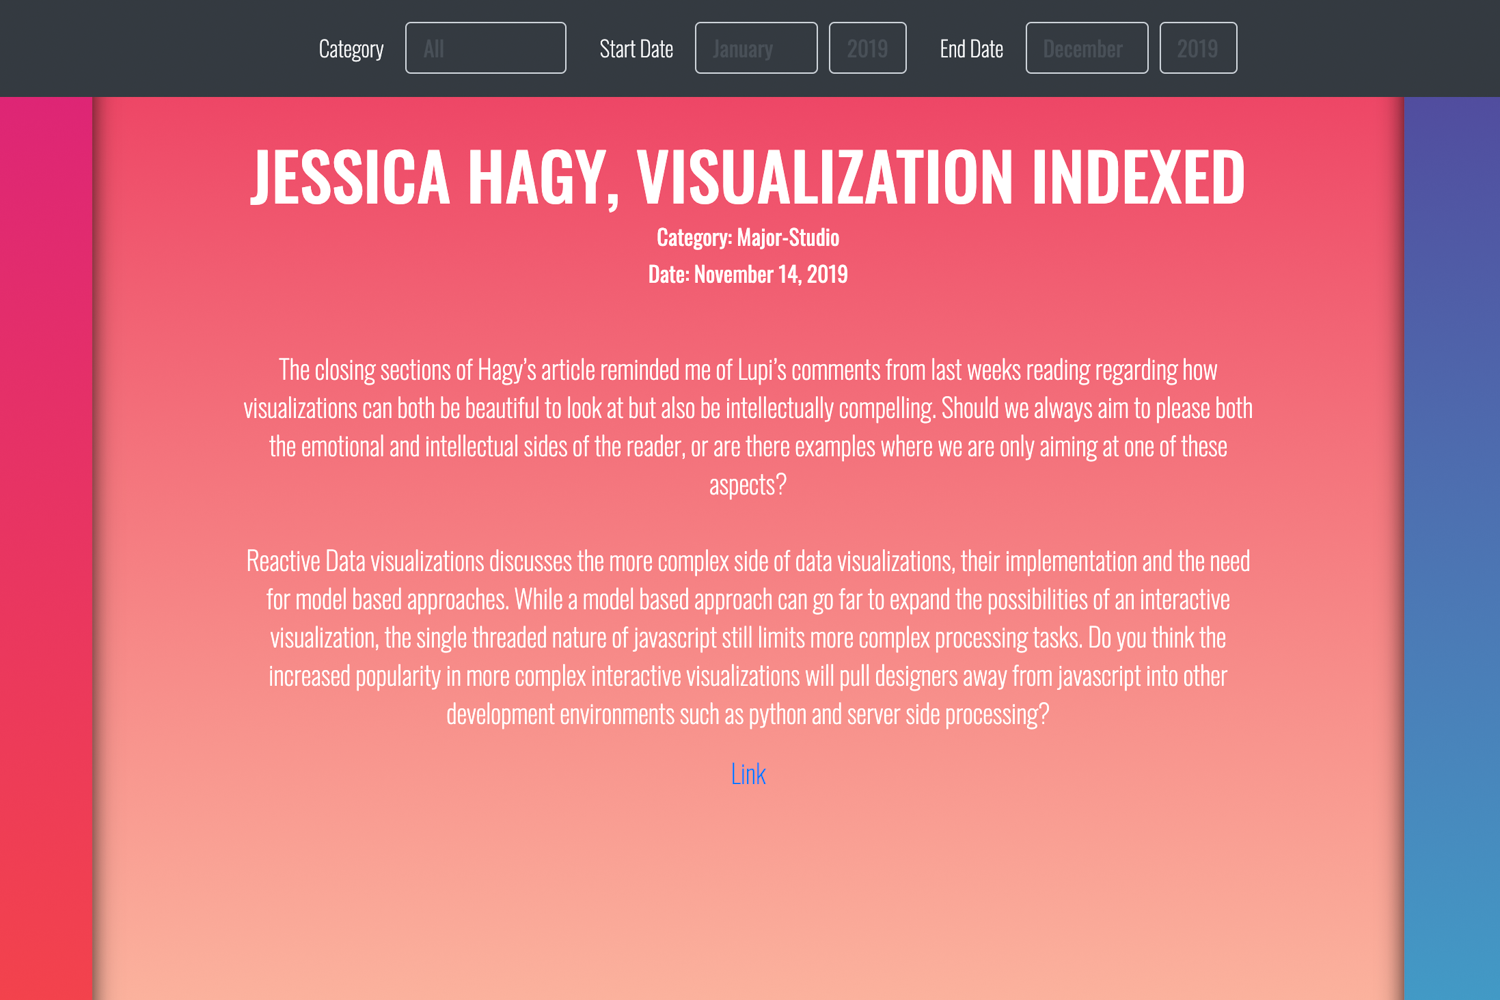 Category All Start Date January 2019 End Date December 2019
JESSICA HAGY, VISUALIZATION INDEXED
Category: Major-Studio
Date: November 14, 2019
The closing sections of Hagy's article reminded me of Lupi's comments from last weeks reading regarding how
visualizations can both be beautiful to look at but also be intellectually compelling. Should we always aim to please both
the emotional and intellectual sides of the reader, or are there examples where we are only aiming at one of these
aspects?
Reactive Data visualizations discusses the more complex side of data visualizations, their implementation and the need
for model based approaches. While a model based approach can go far to expand the possibilities of an interactive
visualization, the single threaded nature of javascript still limits more complex processing tasks. Do you think the
increased popularity in more complex interactive visualizations will pull designers away from javascript into other
development environments such as python and server side processing?
Link